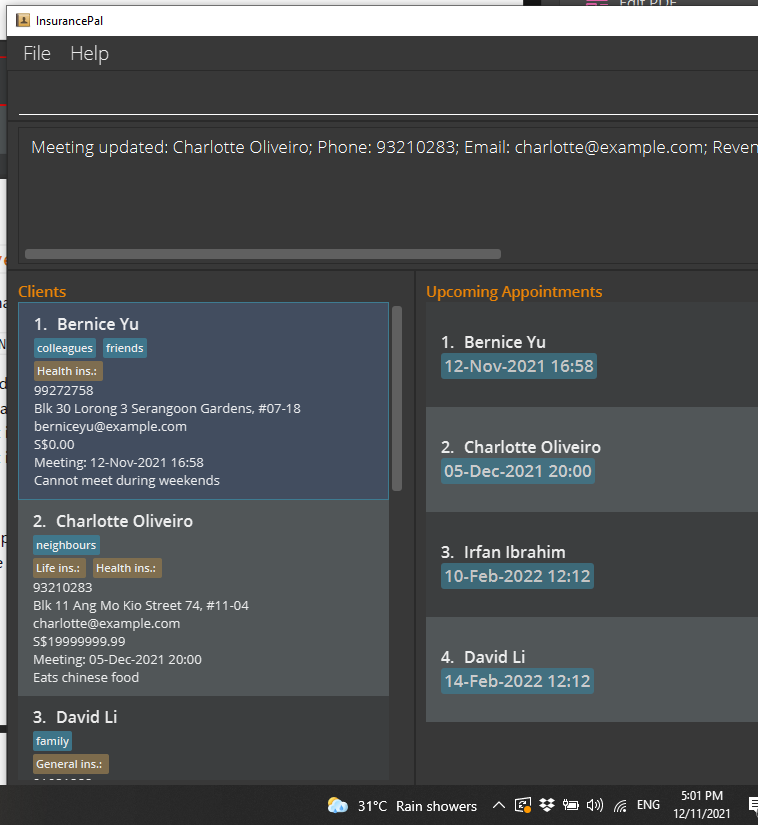 Edit PDF
InsurancePal
File Help
Meeting updated: Charlotte Oliveiro; Phone: 93210283; Email: charlotte@example.com; Reven
Clients
1. Bernice Yu
colleagues friends
Health ins.:
99272758
Blk 30 Lorong 3 Serangoon Gardens, #07-18
berniceyu@example.com
S$0.00
Meeting: 12-Nov-2021 16:58
Cannot meet during weekends
2. Charlotte Oliveiro
neighbours
Life ins.: Health ins.:
93210283
Blk 11 Ang Mo Kio Street 74, #11-04
charlotte@example.com
S$19999999.99
Meeting: 05-Dec-2021 20:00
Eats chinese food
3. David Li
family
General ins.:
Upcoming Appointments
1. Bernice Yu
12-Nov-2021 16:58
2. Charlotte Oliveiro
05-Dec-2021 20:00
3. Irfan Ibrahim
10-Feb-2022 12:12
4. David Li
14-Feb-2022 12:12
31°C Rain showers
ENG
5:01 PM
12/11/2021